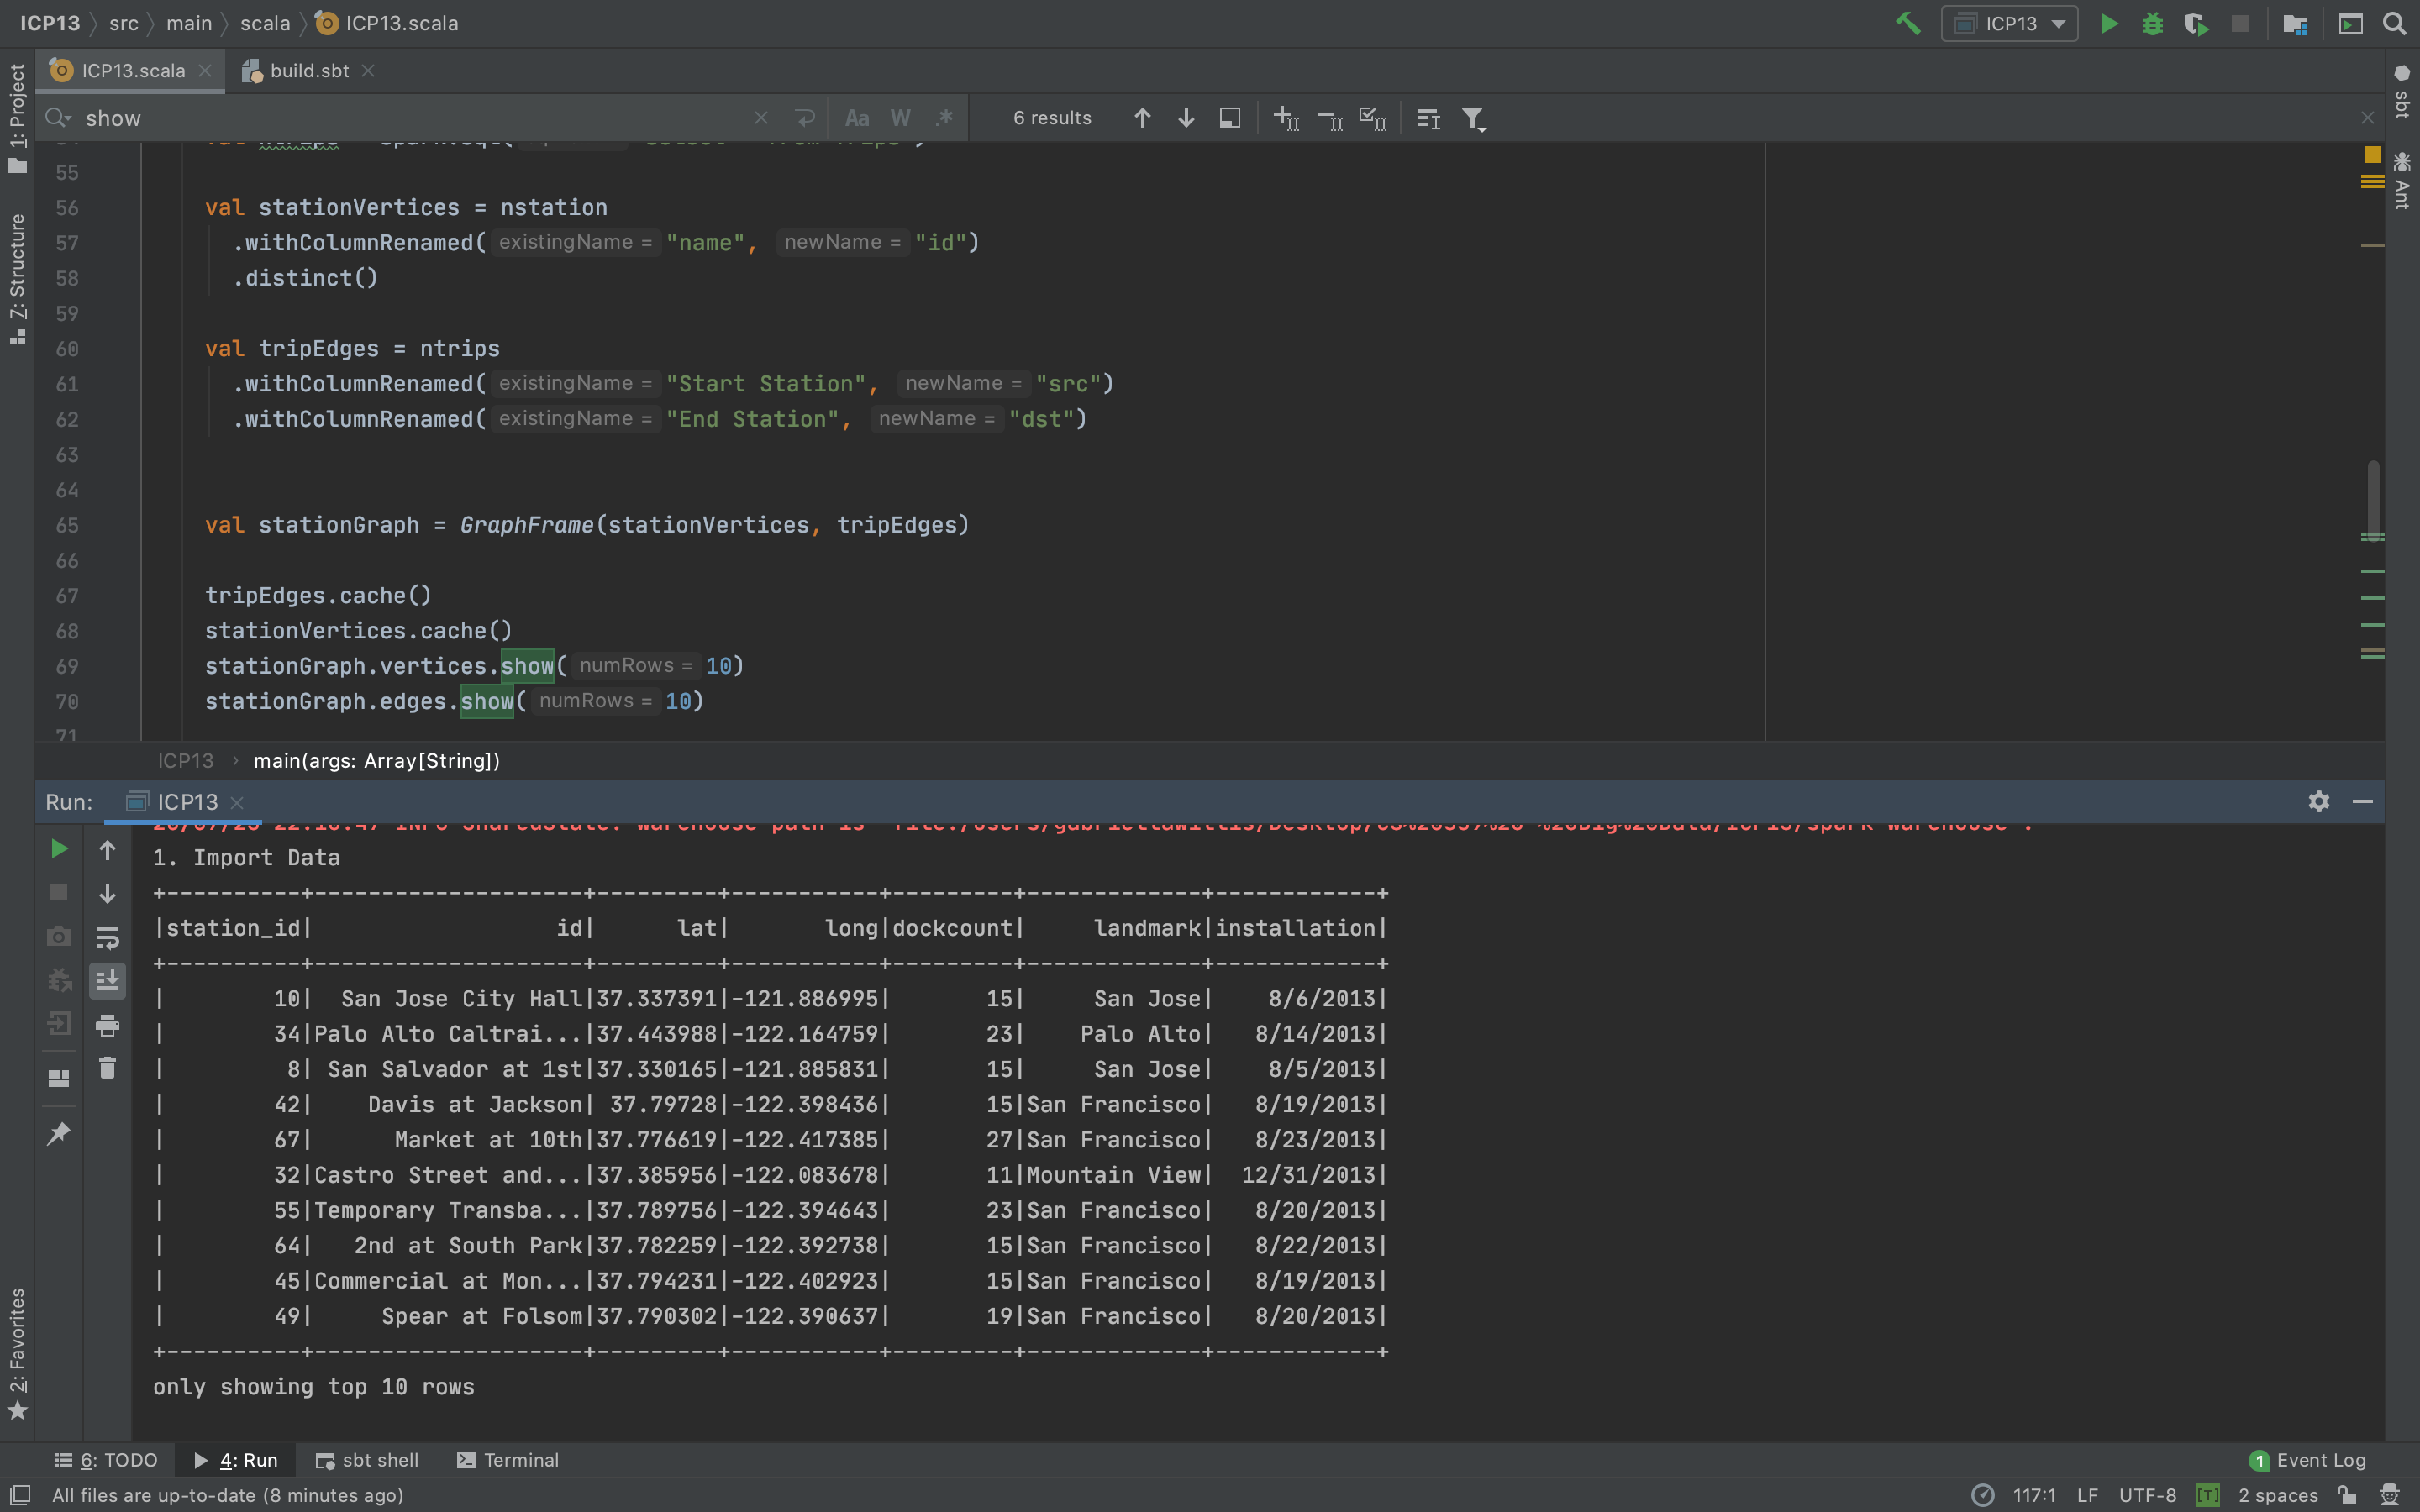 ICP13 src main scala ICP13.scala
ICP13
ICP13.scala build.sbt
show Aa W .* 6 results
55
56 val stationVertices = nstation
57 .withColumnRenamed( existingName = "name", newName = "id")
58 .distinct()
59
60 val tripEdges = ntrips
61 .withColumnRenamed( existingName = "Start Station", newName = "src")
62 .withColumnRenamed( existingName = "End Station", newName = "dst")
63
64
65 val stationGraph = GraphFrame(stationVertices, tripEdges)
66
67 tripEdges.cache()
68 stationVertices.cache()
69 stationGraph.vertices.show( numRows = 10)
70 stationGraph.edges.show( numRows = 10)
71
ICP13 › main(args: Array[String])
Run: ICP13
1. Import Data
+----------+--------------------+---------+-----------+---------+-------------+------------+
|station_id|                  id|      lat|       long|dockcount|     landmark|installation|
+----------+--------------------+---------+-----------+---------+-------------+------------+
|        10|  San Jose City Hall|37.337391|-121.886995|       15|     San Jose|    8/6/2013|
|        34|Palo Alto Caltrai...|37.443988|-122.164759|       23|    Palo Alto|   8/14/2013|
|         8| San Salvador at 1st|37.330165|-121.885831|       15|     San Jose|    8/5/2013|
|        42|    Davis at Jackson| 37.79728|-122.398436|       15|San Francisco|   8/19/2013|
|        67|      Market at 10th|37.776619|-122.417385|       27|San Francisco|   8/23/2013|
|        32|Castro Street and...|37.385956|-122.083678|       11|Mountain View|  12/31/2013|
|        55|Temporary Transba...|37.789756|-122.394643|       23|San Francisco|   8/20/2013|
|        64|   2nd at South Park|37.782259|-122.392738|       15|San Francisco|   8/22/2013|
|        45|Commercial at Mon...|37.794231|-122.402923|       15|San Francisco|   8/19/2013|
|        49|     Spear at Folsom|37.790302|-122.390637|       19|San Francisco|   8/20/2013|
+----------+--------------------+---------+-----------+---------+-------------+------------+
only showing top 10 rows
1: Project
7: Structure
2: Favorites
sbt
Ant
6: TODO 4: Run sbt shell Terminal 1 Event Log
All files are up-to-date (8 minutes ago) 117:1 LF UTF-8 [T] 2 spaces